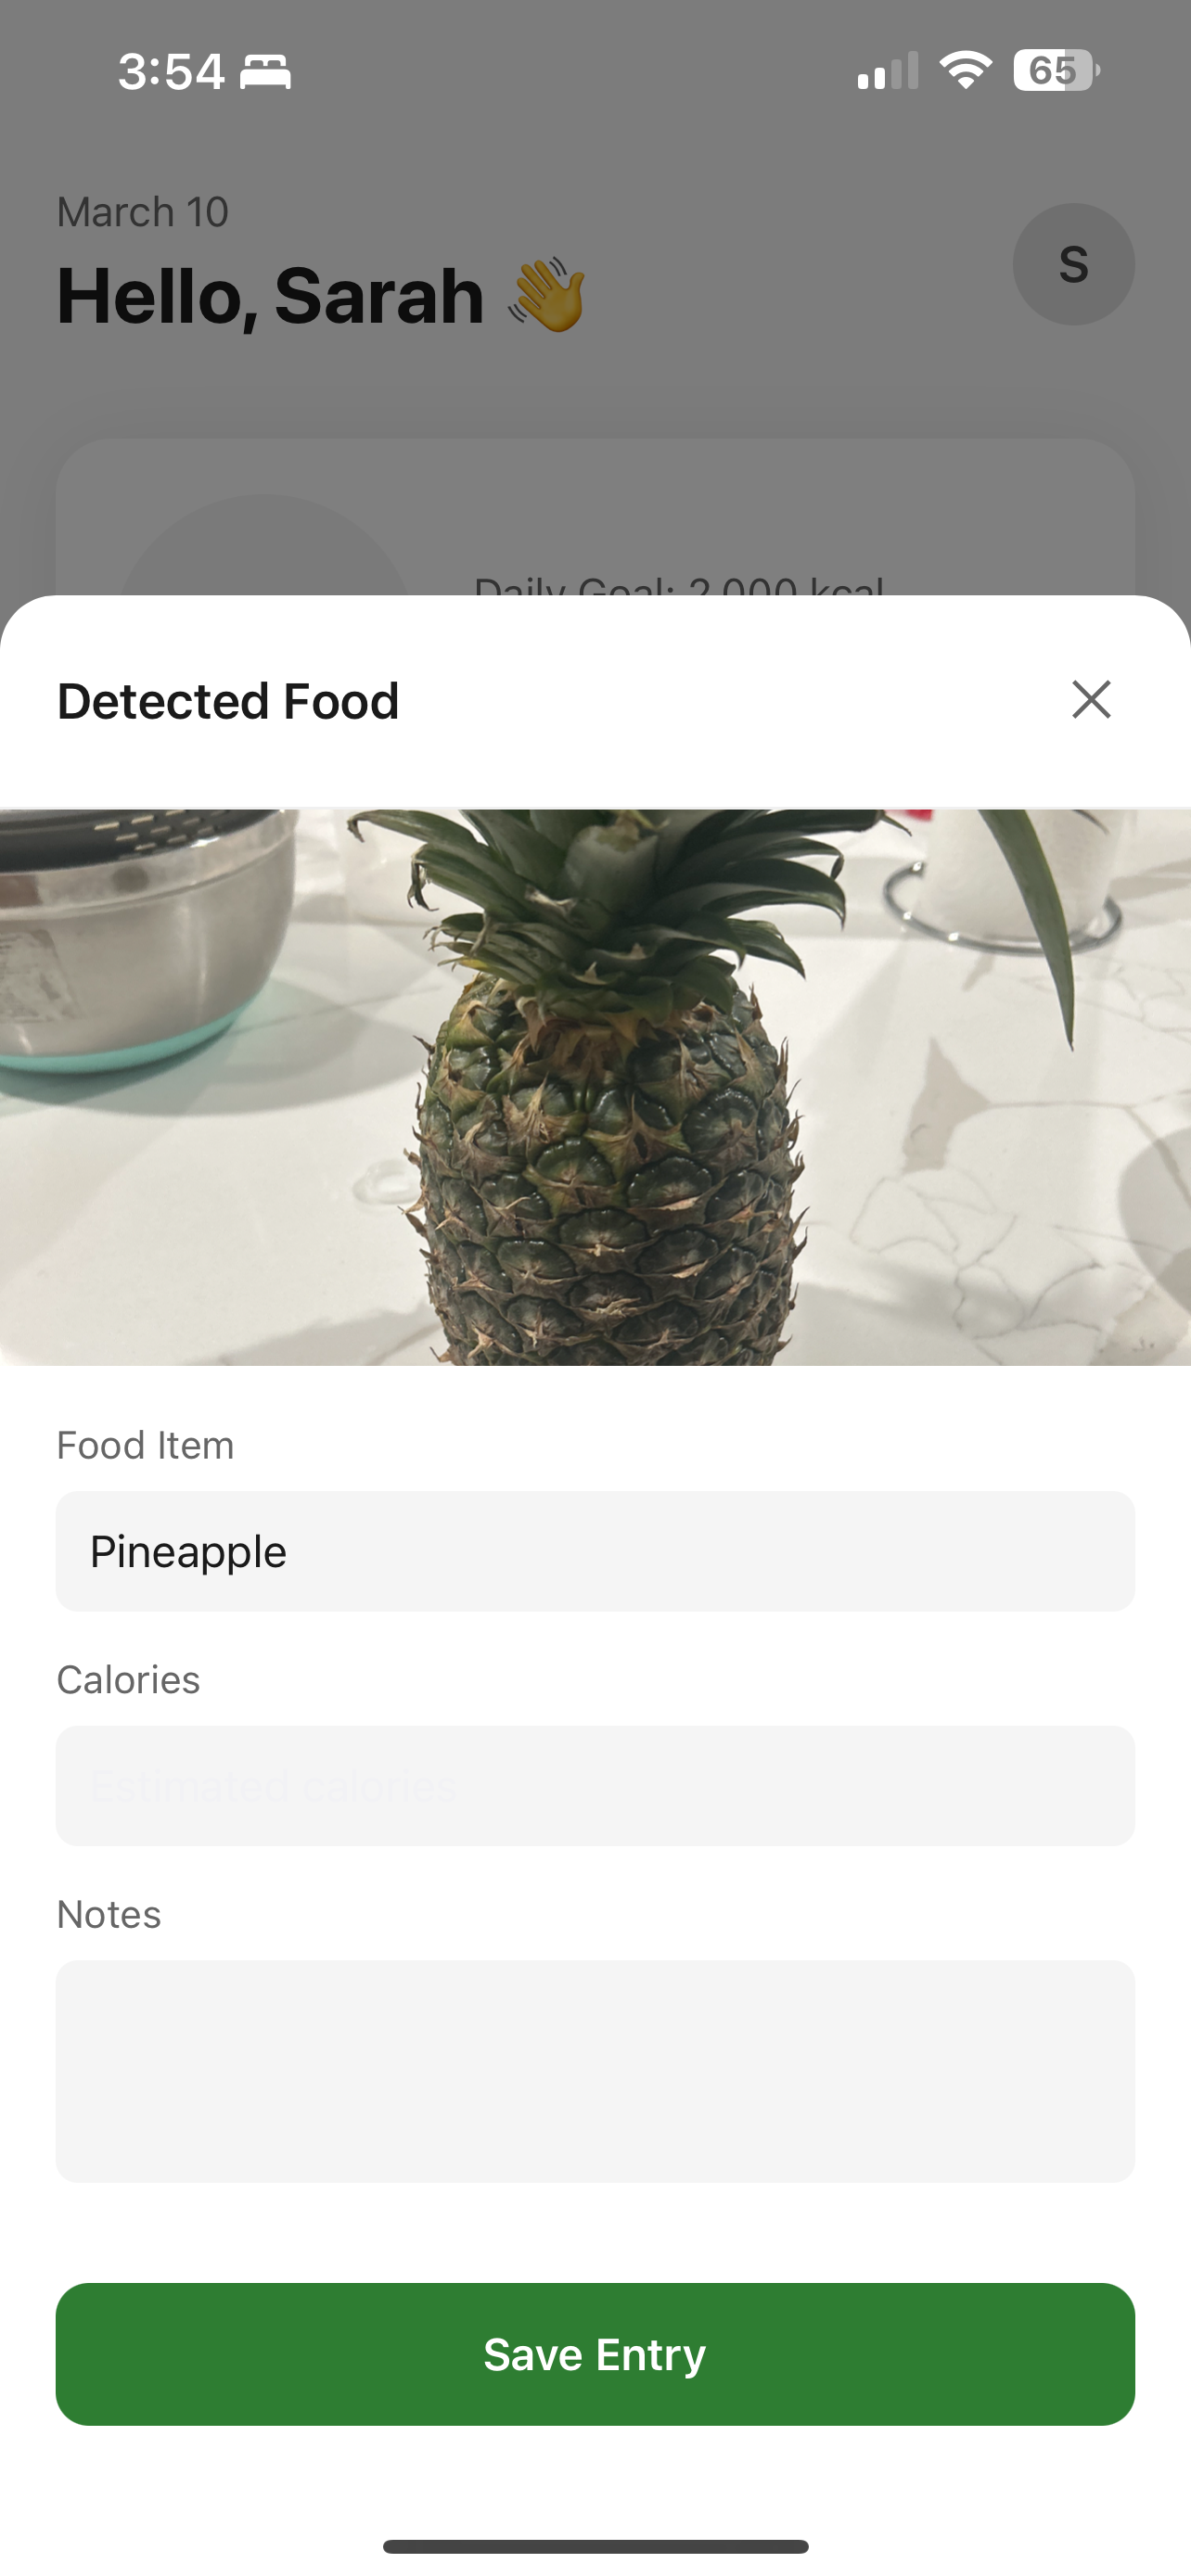 3:54
65
March 10
Hello, Sarah 👋
S
Daily Goal: 2,000 kcal
Detected Food
Food Item
Pineapple
Calories
Estimated calories
Notes
Save Entry